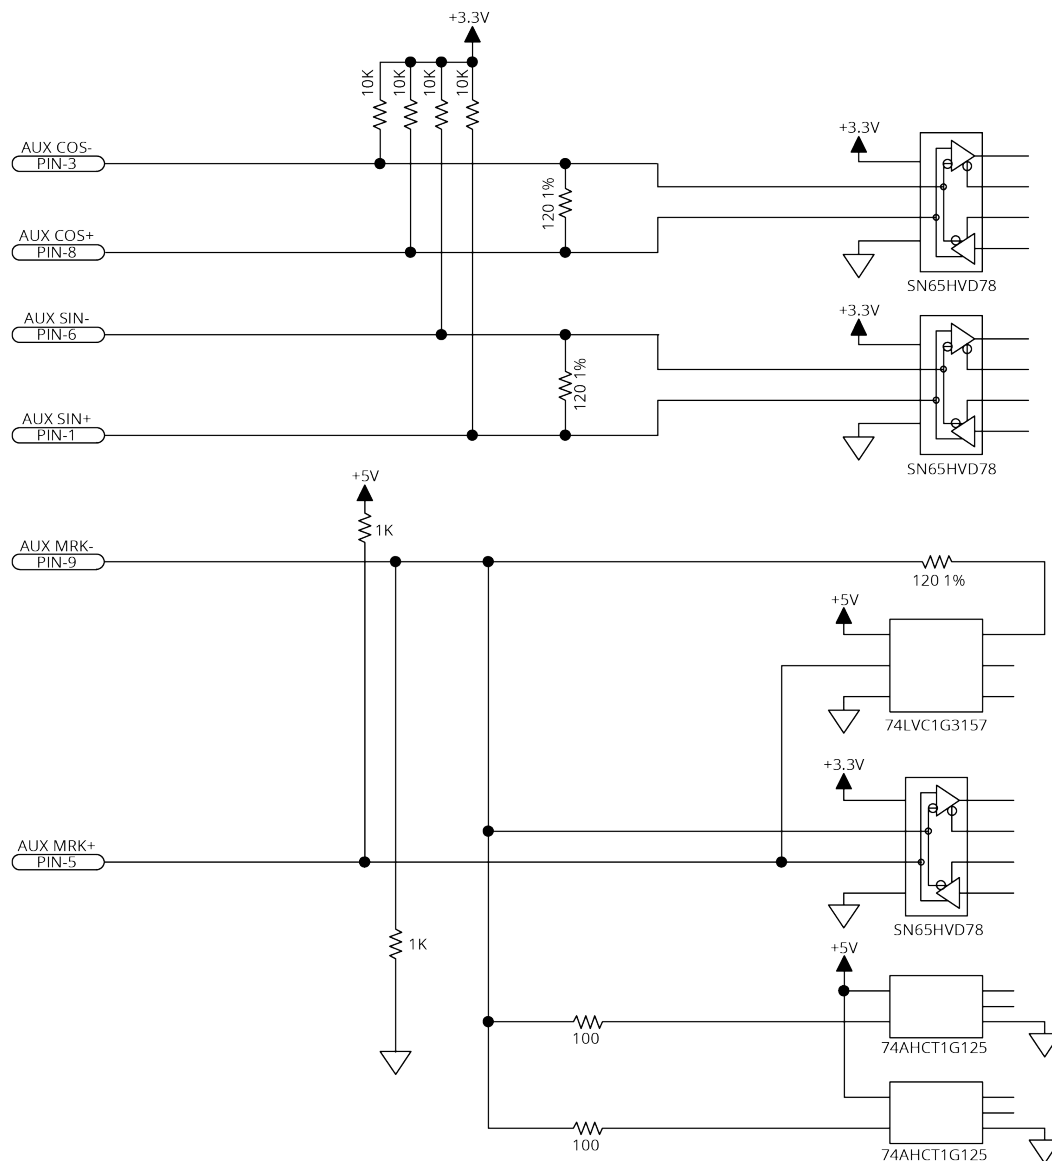 +3.3V
10K
10K
10K
10K
AUX COS-
PIN-3
+3.3V
120 1%
AUX COS+
PIN-8
SN65HVD78
AUX SIN-
PIN-6
+3.3V
120 1%
AUX SIN+
PIN-1
SN65HVD78
+5V
1K
AUX MRK-
PIN-9
120 1%
+5V
74LVC1G3157
+3.3V
AUX MRK+
PIN-5
SN65HVD78
1K
+5V
100
74AHCT1G125
100
74AHCT1G125